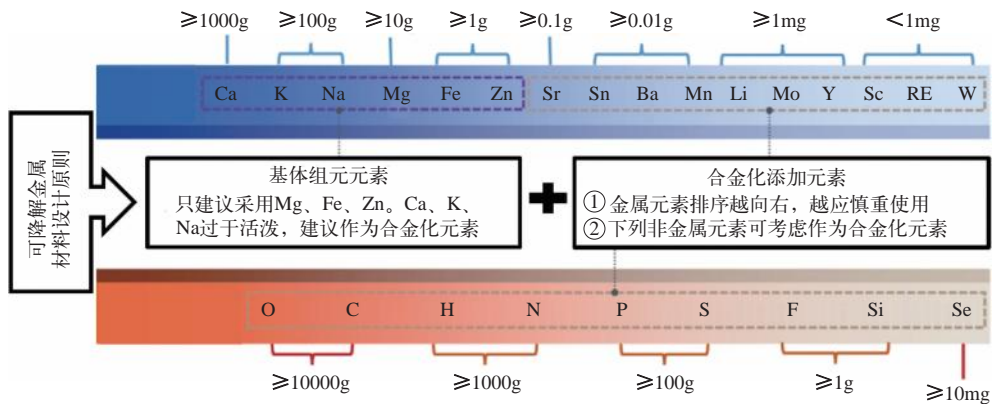 ≥1000g ≥100g ≥10g ≥1g ≥0.1g ≥0.01g ≥1mg <1mg
Ca K Na Mg Fe Zn Sr Sn Ba Mn Li Mo Y Sc RE W
可降解金属
材料设计原则
基体组元元素
只建议采用Mg、Fe、Zn。Ca、K、
Na过于活泼，建议作为合金化元素
合金化添加元素
① 金属元素排序越向右，越应慎重使用
② 下列非金属元素可考虑作为合金化元素
O C H N P S F Si Se
≥10000g ≥1000g ≥100g ≥1g ≥10mg